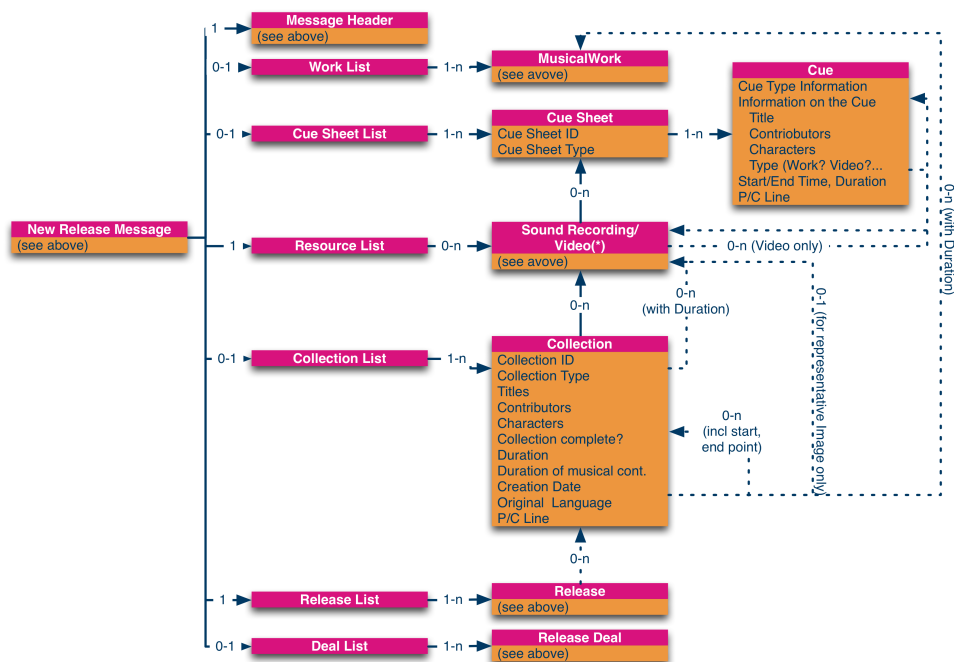 Message Header
1
(see above)
0-1
Work List
1-n
MusicalWork
(see avove)
Cue
Cue Type Information
Information on the Cue
Title
Contriobutors
Characters
Type (Work? Video?...
Start/End Time, Duration
P/C Line
0-1
Cue Sheet List
1-n
Cue Sheet
Cue Sheet ID
Cue Sheet Type
1-n
0-n
0-n (with Duration)
New Release Message
(see above)
1
Resource List
0-n
Sound Recording/
Video(*)
(see avove)
0-n (Video only)
0-n
0-n
(with Duration)
0-1 (for representative Image only)
0-1
Collection List
1-n
Collection
Collection ID
Collection Type
Titles
Contributors
Characters
Collection complete?
Duration
Duration of musical cont.
Creation Date
Original Language
P/C Line
0-n
(incl start,
end point)
0-n
1
Release List
1-n
Release
(see above)
0-1
Deal List
1-n
Release Deal
(see above)